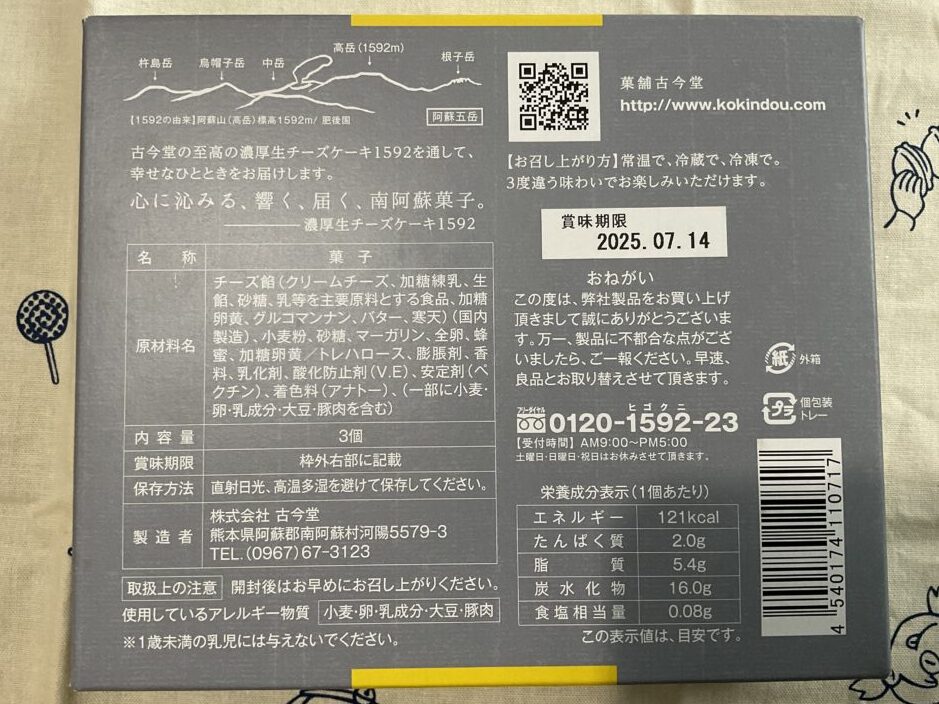 高岳(1592m)
杵島岳 烏帽子岳 中岳 根子岳
【1592の由来】阿蘇山(高岳)標高1592m/ 肥後国
阿蘇五岳
古今堂の至高の濃厚生チーズケーキ1592を通して、
幸せなひとときをお届けします。
心に沁みる、響く、届く、南阿蘇菓子。
濃厚生チーズケーキ1592
名称 菓子
原材料名
チーズ餡(クリームチーズ、加糖練乳、生
餡、砂糖、乳等を主要原料とする食品、加糖
卵黄、グルコマンナン、バター、寒天)(国内
製造)、小麦粉、砂糖、マーガリン、全卵、蜂
蜜、加糖卵黄/トレハロース、膨脹剤、香
料、乳化剤、酸化防止剤(V.E)、安定剤(ペ
クチン)、着色料(アナトー)、(一部に小麦・
卵・乳成分・大豆・豚肉を含む)
内容量 3個
賞味期限 枠外右部に記載
保存方法 直射日光、高温多湿を避けて保存してください。
製造者
株式会社 古今堂
熊本県阿蘇郡南阿蘇村河陽5579-3
TEL.(0967)67-3123
取扱上の注意 開封後はお早めにお召し上がりください。
使用しているアレルギー物質 小麦・卵・乳成分・大豆・豚肉
※1歳未満の乳児には与えないでください。
菓舗古今堂
http://www.kokindou.com
【お召し上がり方】常温で、冷蔵で、冷凍で。
3度違う味わいでお楽しみいただけます。
賞味期限
2025.07.14
おねがい
この度は、弊社製品をお買い上げ
頂きまして誠にありがとうございま
す。万一、製品に不都合な点がござ
いましたら、ご一報ください。早速、
良品とお取り替えさせて頂きます。
紙 外箱
プラ 個包装
トレー
フリーダイヤル ヒゴクニ
0120-1592-23
【受付時間】AM9:00〜PM5:00
土曜日・日曜日・祝日はお休みさせて頂きます。
栄養成分表示(1個あたり)
エネルギー 121kcal
たんぱく質 2.0g
脂質 5.4g
炭水化物 16.0g
食塩相当量 0.08g
この表示値は、目安です。
4 540174 110717